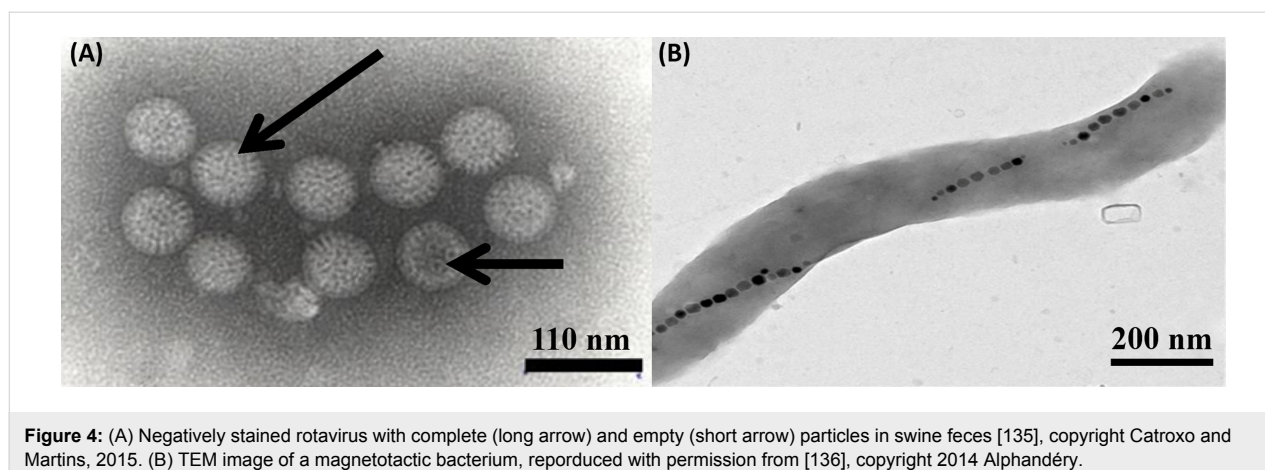 (A)
(B)
110 nm
200 nm
Figure 4: (A) Negatively stained rotavirus with complete (long arrow) and empty (short arrow) particles in swine feces [135], copyright Catroxo and
Martins, 2015. (B) TEM image of a magnetotactic bacterium, reporduced with permission from [136], copyright 2014 Alphandéry.